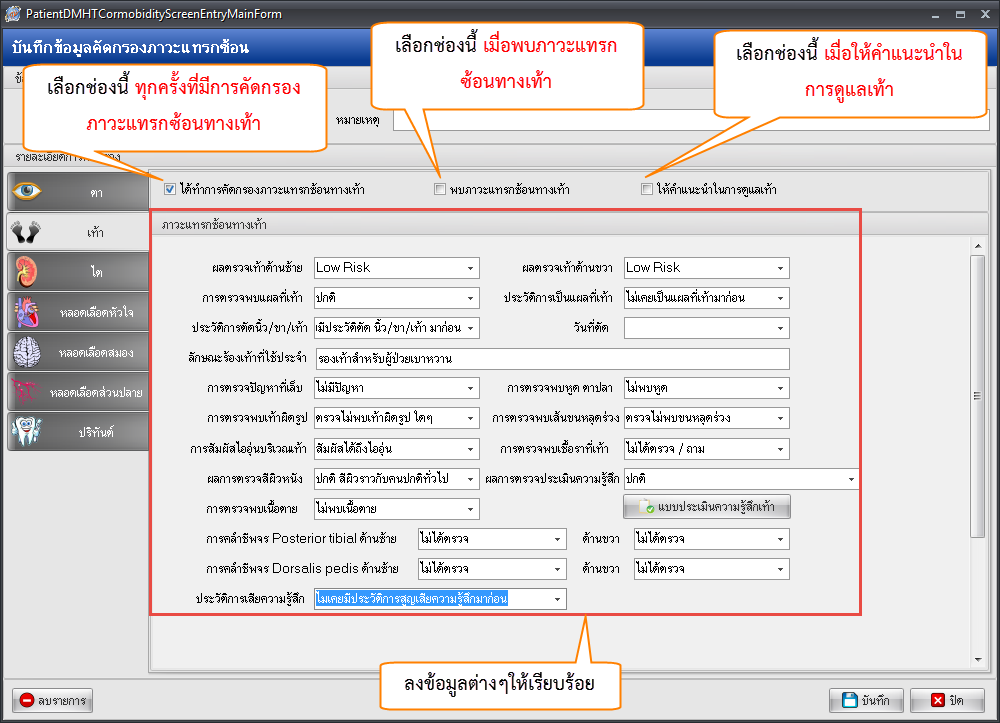 PatientDMHTCormobidityScreenEntryMainForm
บันทึกข้อมูลคัดกรองภาวะแทรกซ้อน
เลือกช่องนี้ ทุกครั้งที่มีการคัดกรอง
ภาวะแทรกซ้อนทางเท้า
เลือกช่องนี้ เมื่อพบภาวะแทรก
ซ้อนทางเท้า
เลือกช่องนี้ เมื่อให้คำแนะนำใน
การดูแลเท้า
หมายเหตุ
ได้ทำการคัดกรองภาวะแทรกซ้อนทางเท้า พบภาวะแทรกซ้อนทางเท้า ให้คำแนะนำในการดูแลเท้า
ตา
เท้า
ไต
หลอดเลือดหัวใจ
หลอดเลือดสมอง
หลอดเลือดส่วนปลาย
ปริทันต์
ภาวะแทรกซ้อนทางเท้า
ผลตรวจเท้าด้านซ้าย Low Risk ผลตรวจเท้าด้านขวา Low Risk
การตรวจพบแผลที่เท้า ปกติ ประวัติการเป็นแผลที่เท้า ไม่เคยเป็นแผลที่เท้ามาก่อน
ประวัติการตัดนิ้ว/ขา/เท้า มีประวัติตัด นิ้ว/ขา/เท้า มาก่อน วันที่ตัด
ลักษณะร้องเท้าที่ใช้ประจำ รองเท้าสำหรับผู้ป่วยเบาหวาน
การตรวจปัญหาที่เล็บ ไม่มีปัญหา การตรวจพบหูด ตาปลา ไม่พบหูด
การตรวจพบเท้าผิดรูป ตรวจไม่พบเท้าผิดรูป ใดๆ การตรวจพบเส้นขนหลุดร่วง ตรวจไม่พบขนหลุดร่วง
การสัมผัสไออุ่นบริเวณเท้า สัมผัสได้ถึงไออุ่น การตรวจพบเชื้อราที่เท้า ไม่ได้ตรวจ / ถาม
ผลการตรวจสีผิวหนัง ปกติ สีผิวราวกับคนปกติทั่วไป ผลการตรวจประเมินความรู้สึก ปกติ
การตรวจพบเนื้อตาย ไม่พบเนื้อตาย แบบประเมินความรู้สึกเท้า
การคลำชีพจร Posterior tibial ด้านซ้าย ไม่ได้ตรวจ ด้านขวา ไม่ได้ตรวจ
การคลำชีพจร Dorsalis pedis ด้านซ้าย ไม่ได้ตรวจ ด้านขวา ไม่ได้ตรวจ
ประวัติการเสียความรู้สึก ไม่เคยมีประวัติการสูญเสียความรู้สึกมาก่อน
ลงข้อมูลต่างๆให้เรียบร้อย
ลบรายการ บันทึก ปิด